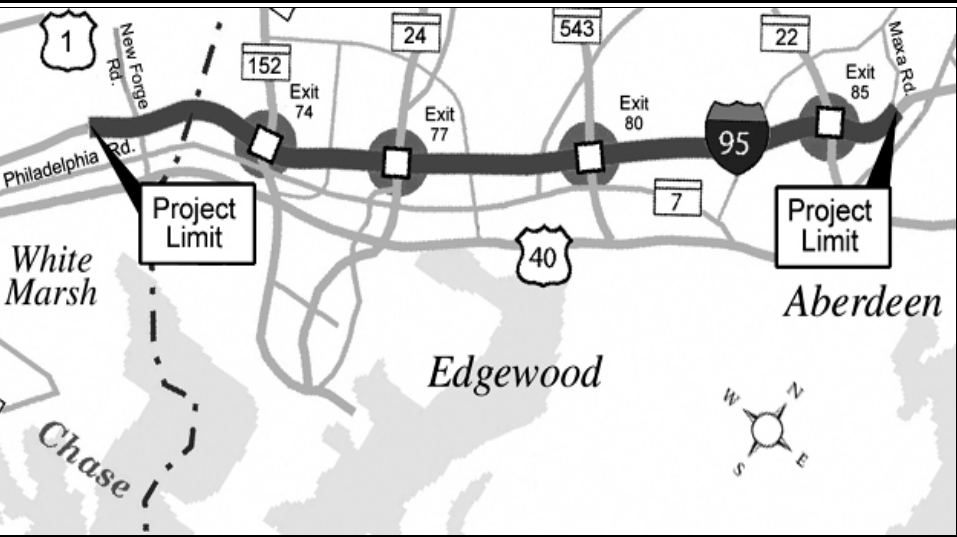 1
New Forge
Rd.
152
Exit
74
24
Exit
77
543
Exit
80
22
Exit
85
Maxa Rd.
95
Philadelphia Rd.
Project
Limit
7
Project
Limit
40
White
Marsh
Aberdeen
Edgewood
Chase
N
W
E
S